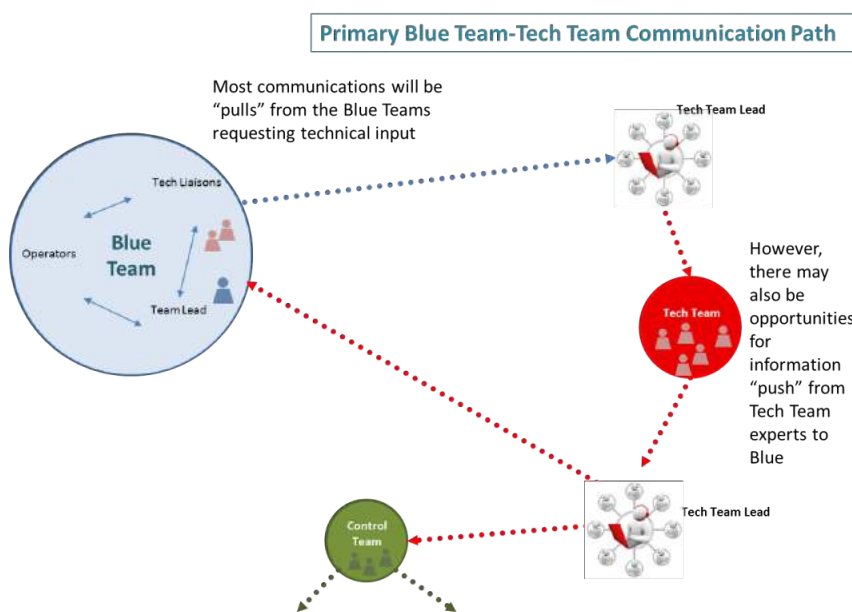 Primary Blue Team-Tech Team Communication Path
Most communications will be
“pulls” from the Blue Teams
requesting technical input
Tech Team Lead
Tech Liaisons
Operators
Blue
Team
Team Lead
However,
there may
also be
opportunities
for
information
“push” from
Tech Team
experts to
Blue
Tech Team
Tech Team Lead
Control
Team